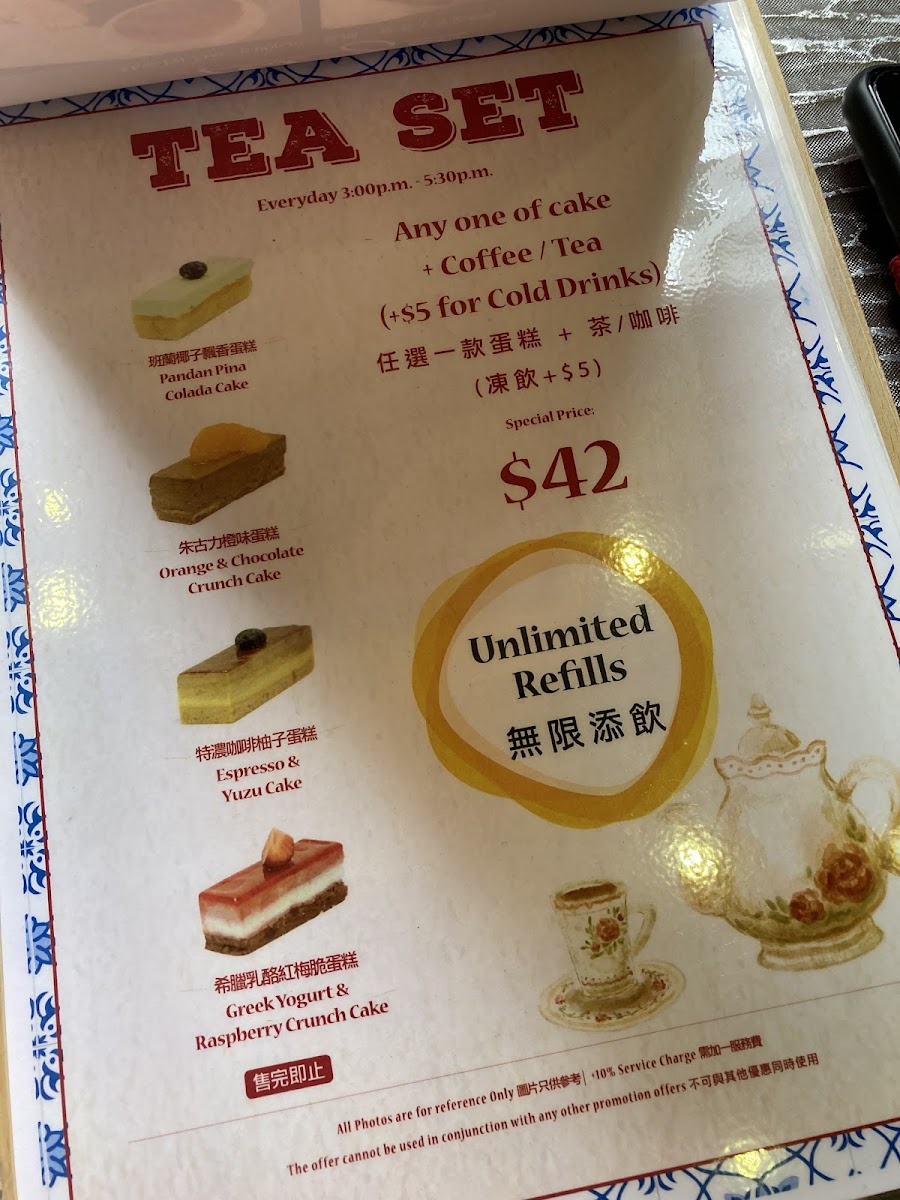 TEA SET
Everyday 3:00p.m. - 5:30p.m.
Any one of cake
+ Coffee / Tea
(+$5 for Cold Drinks)
任選一款蛋糕 + 茶/咖啡
(凍飲+$5)
Special Price:
$42
Unlimited
Refills
無限添飲
班蘭椰子飄香蛋糕
Pandan Pina
Colada Cake
朱古力橙味蛋糕
Orange & Chocolate
Crunch Cake
特濃咖啡柚子蛋糕
Espresso &
Yuzu Cake
希臘乳酪紅梅脆蛋糕
Greek Yogurt &
Raspberry Crunch Cake
售完即止
All Photos are for reference Only 圖片只供參考| +10% Service Charge 需加一服務費
The offer cannot be used in conjunction with any other promotion offers 不可與其他優惠同時使用